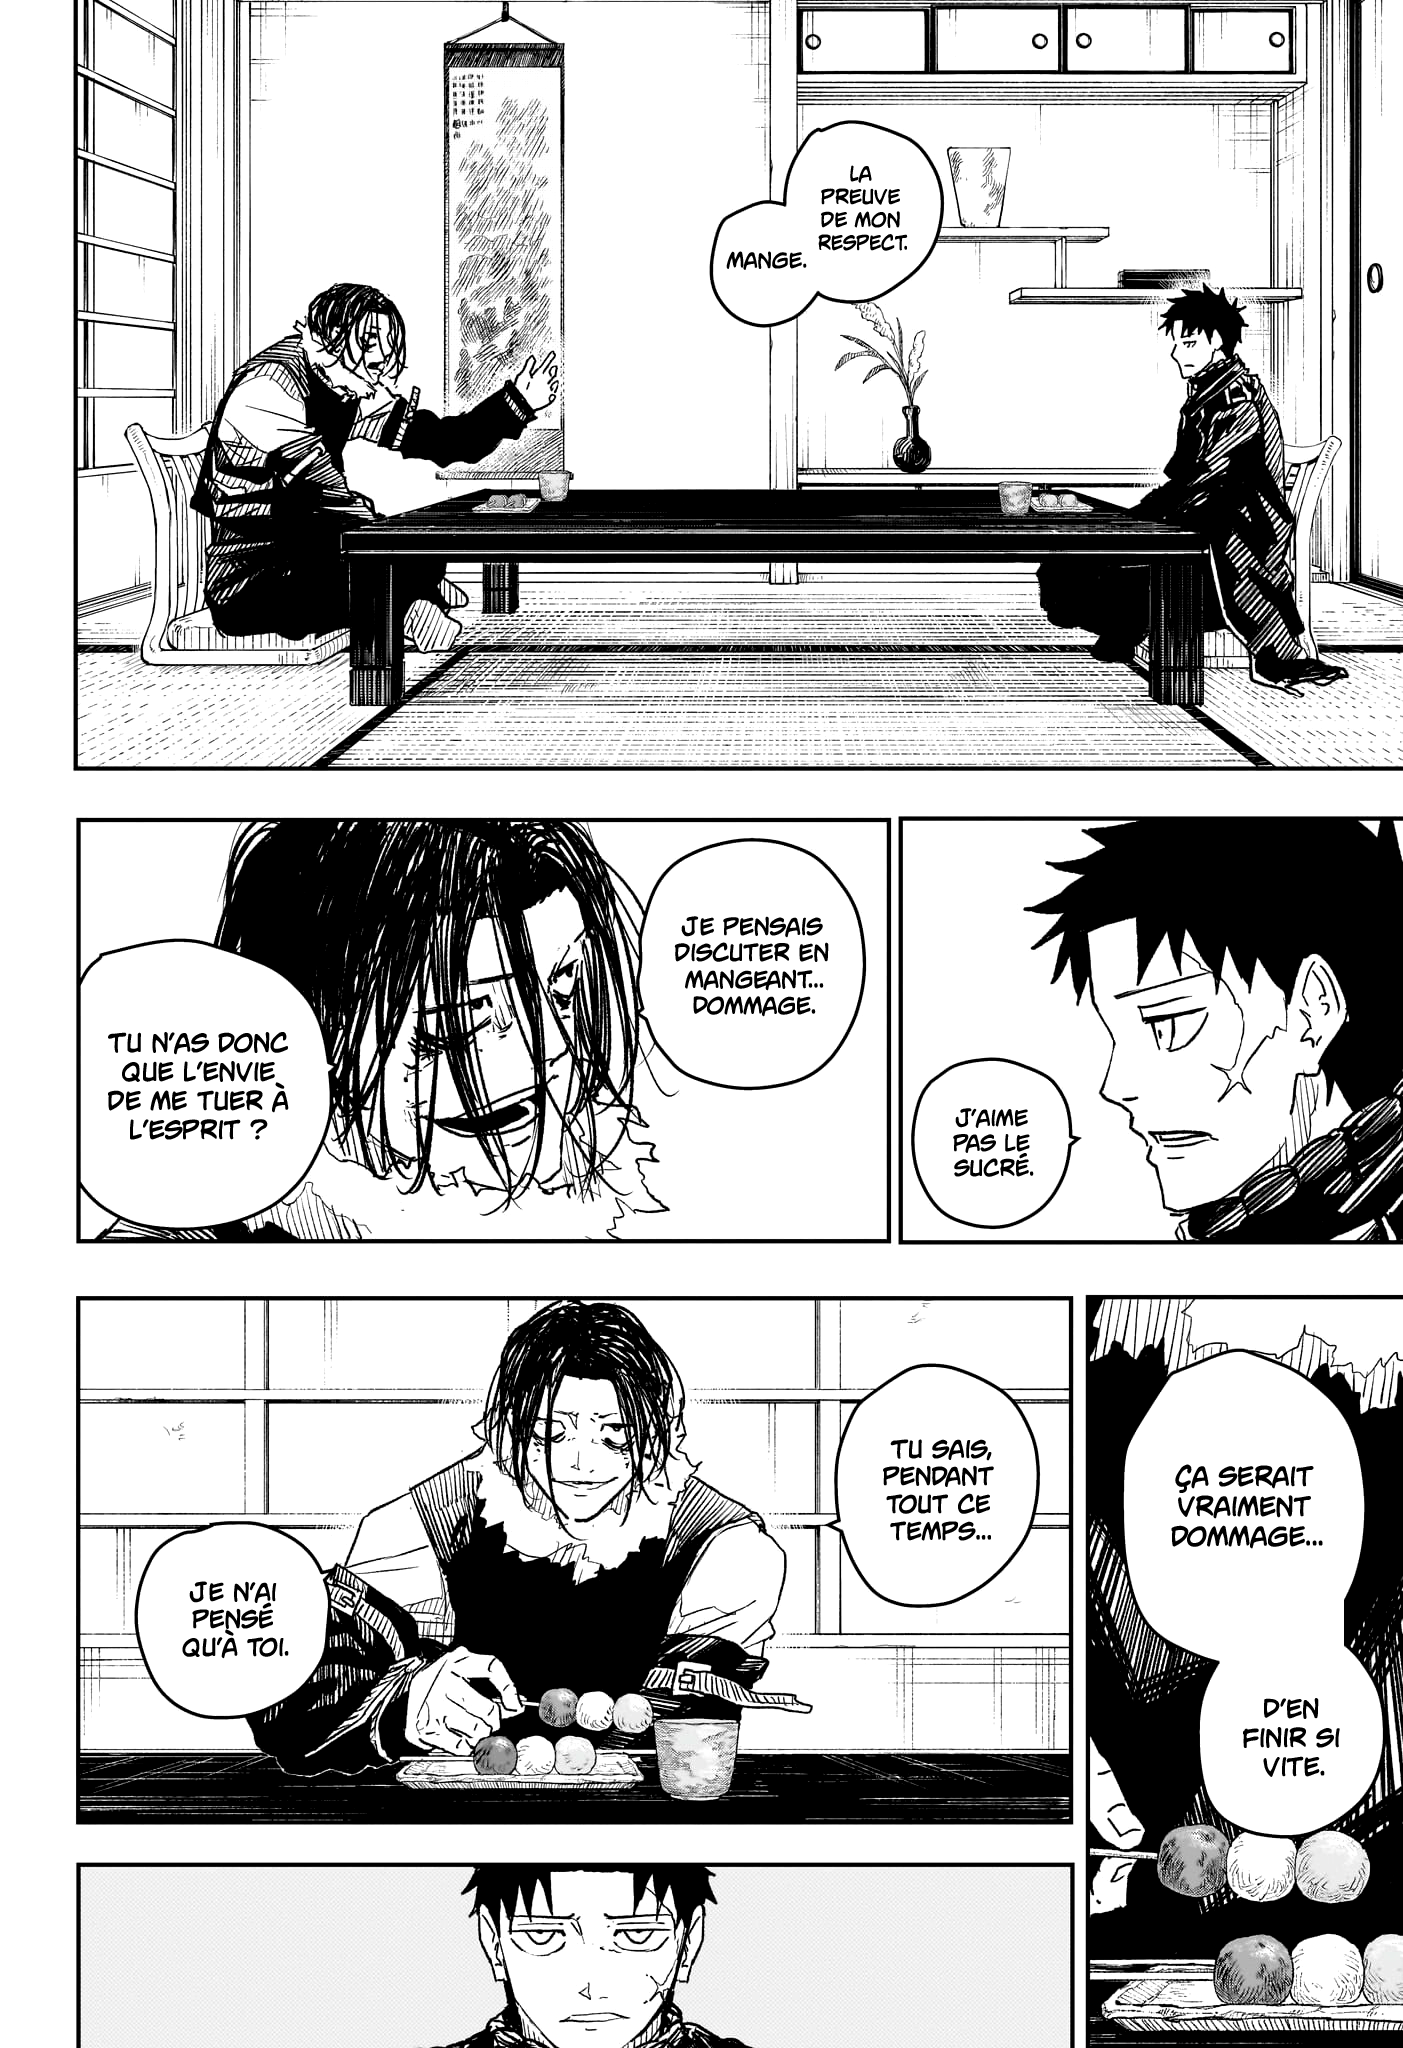 LA
PREUVE
DE MON
RESPECT.
MANGE.
J'AIME
PAS LE
SUCRÉ.
JE PENSAIS
DISCUTER EN
MANGEANT...
DOMMAGE.
TU N'AS DONC
QUE L'ENVIE
DE ME TUER À
L'ESPRIT ?
ÇA SERAIT
VRAIMENT
DOMMAGE...
D'EN
FINIR SI
VITE.
TU SAIS,
PENDANT
TOUT CE
TEMPS...
JE N'AI
PENSÉ
QU'À TOI.